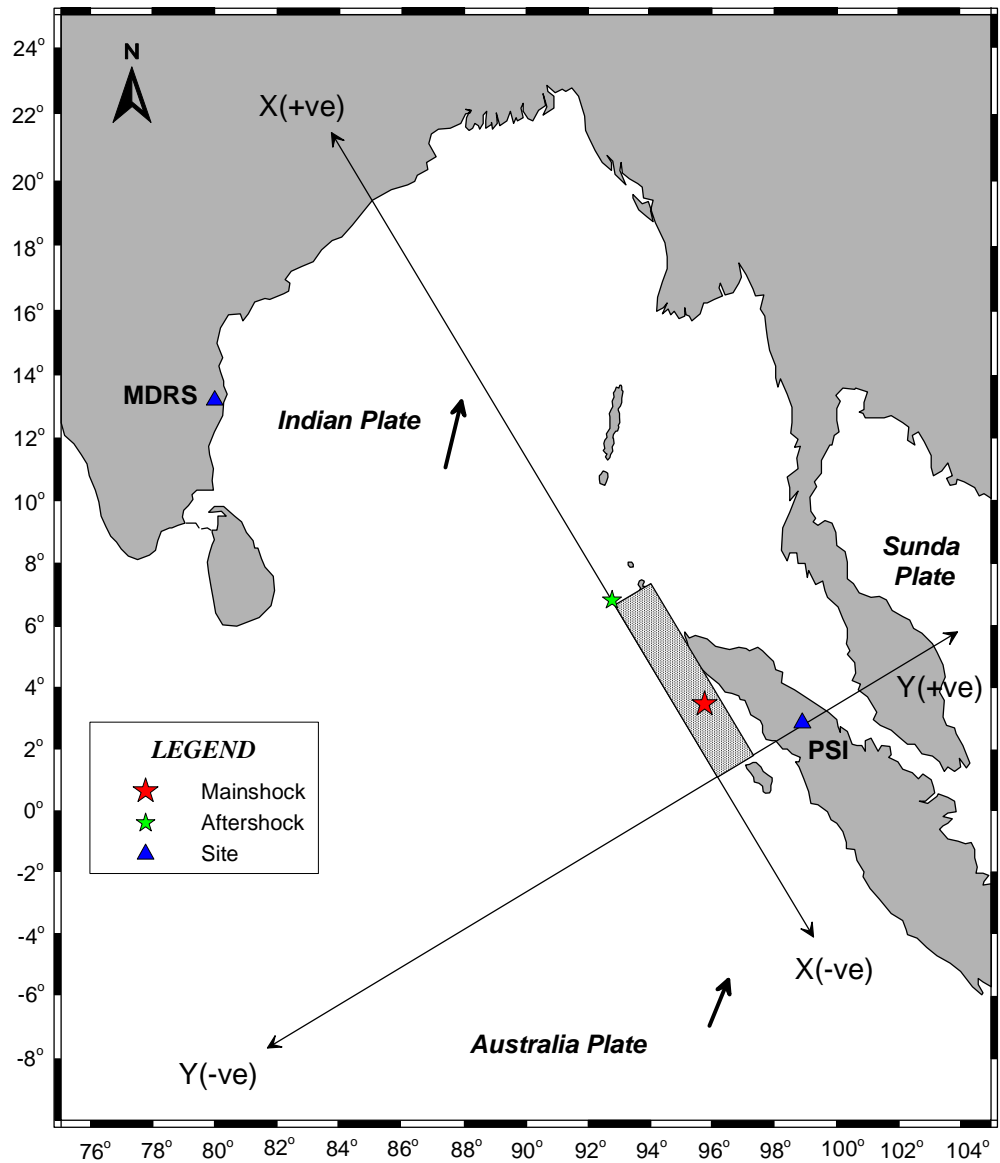 24°
22°
20°
18°
16°
14°
12°
10°
8°
6°
4°
2°
0°
-2°
-4°
-6°
-8°
N
X(+ve)
MDRS
Indian Plate
Sunda
Plate
Y(+ve)
PSI
LEGEND
Mainshock
Aftershock
Site
X(-ve)
Australia Plate
Y(-ve)
76° 78° 80° 82° 84° 86° 88° 90° 92° 94° 96° 98° 100° 102° 104°